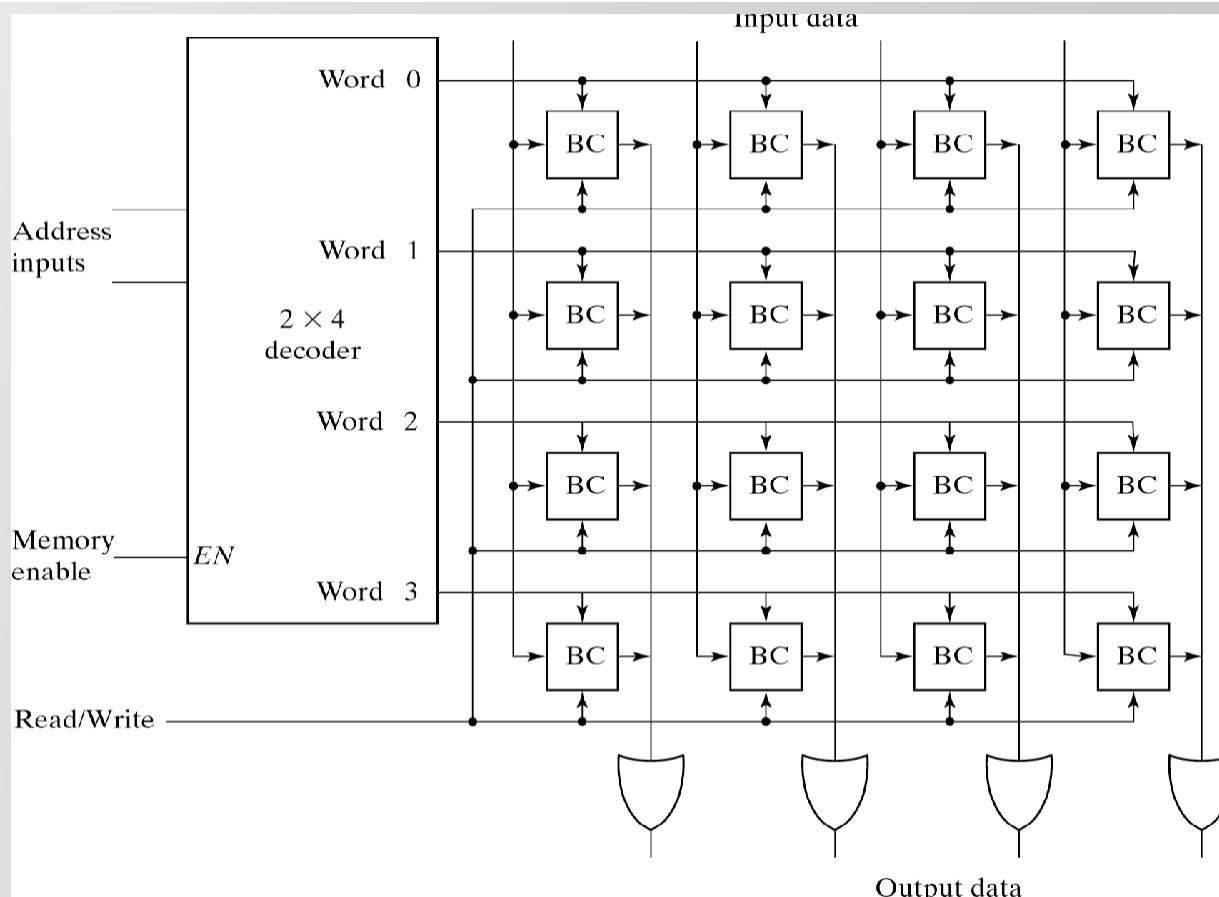 Input data
Word 0
BC BC BC BC
Address
inputs
Word 1
BC BC BC BC
2 × 4
decoder
Word 2
BC BC BC BC
Memory
enable
EN
Word 3
BC BC BC BC
Read/Write
Output data